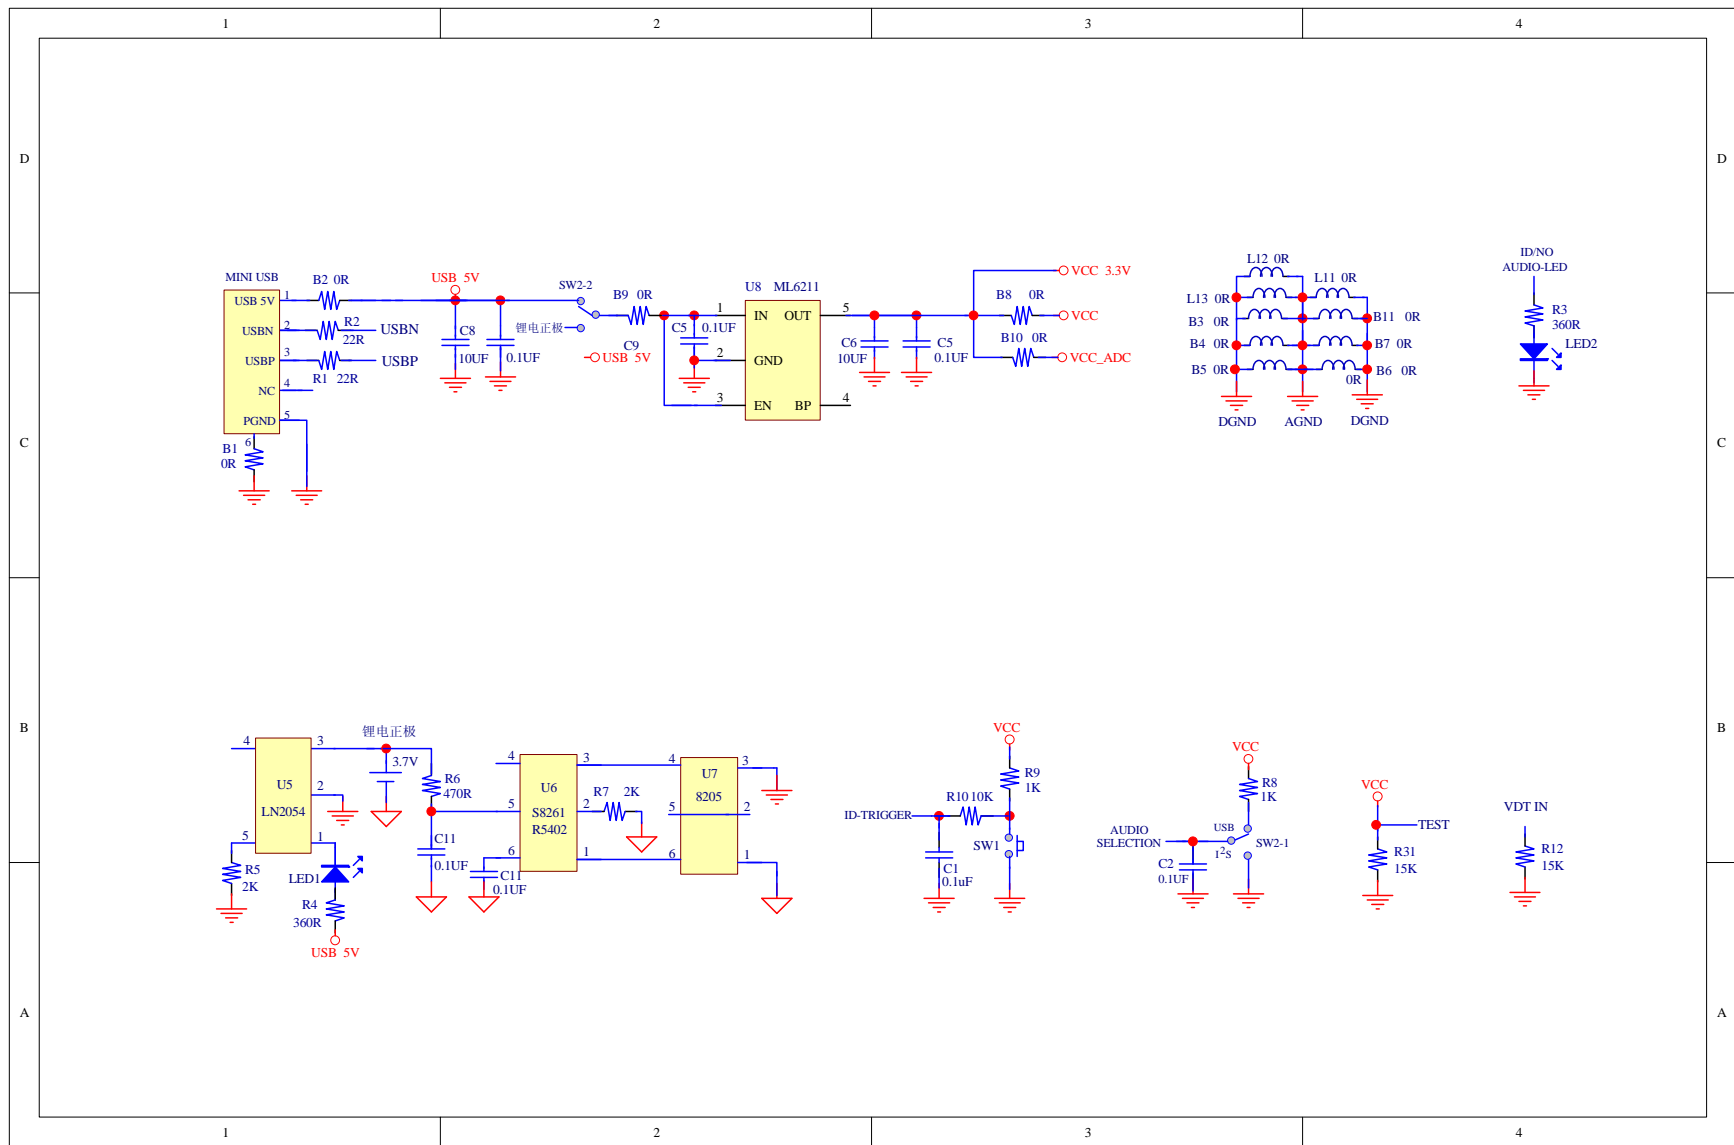 1 2 3 4
D D
C C
B B
A A
MINI USB
B2 0R
USB 5V 1
USBN 2
R2
22R
USBN
USBP 3
USBP
R1 22R
NC 4
PGND 5
6
B1
0R
USB 5V
C8
10UF
0.1UF
SW2-2
锂电正极
B9 0R
C9
USB 5V
C5 0.1UF
U8 ML6211
1 IN OUT 5
2 GND
3 EN BP 4
C6
10UF
C5
0.1UF
VCC 3.3V
B8 0R
VCC
B10 0R
VCC_ADC
L12 0R
L11 0R
L13 0R
B3 0R
B11 0R
B4 0R
B7 0R
B5 0R
0R
B6 0R
DGND
AGND
DGND
ID/NO
AUDIO-LED
R3
360R
LED2
4 3
U5
2
LN2054
5 1
R5
2K
LED1
R4
360R
USB 5V
锂电正极
3.7V
R6
470R
C11
0.1UF
C11
0.1UF
4 3
U6
5 2
S8261
R5402
6 1
R7 2K
4 3
U7
8205
5 2
6 1
VCC
R9
1K
ID-TRIGGER
R10 10K
SW1
C1
0.1uF
VCC
R8
1K
AUDIO
SELECTION
USB
I²S
SW2-1
C2
0.1UF
VCC
TEST
R31
15K
VDT IN
R12
15K
1 2 3 4